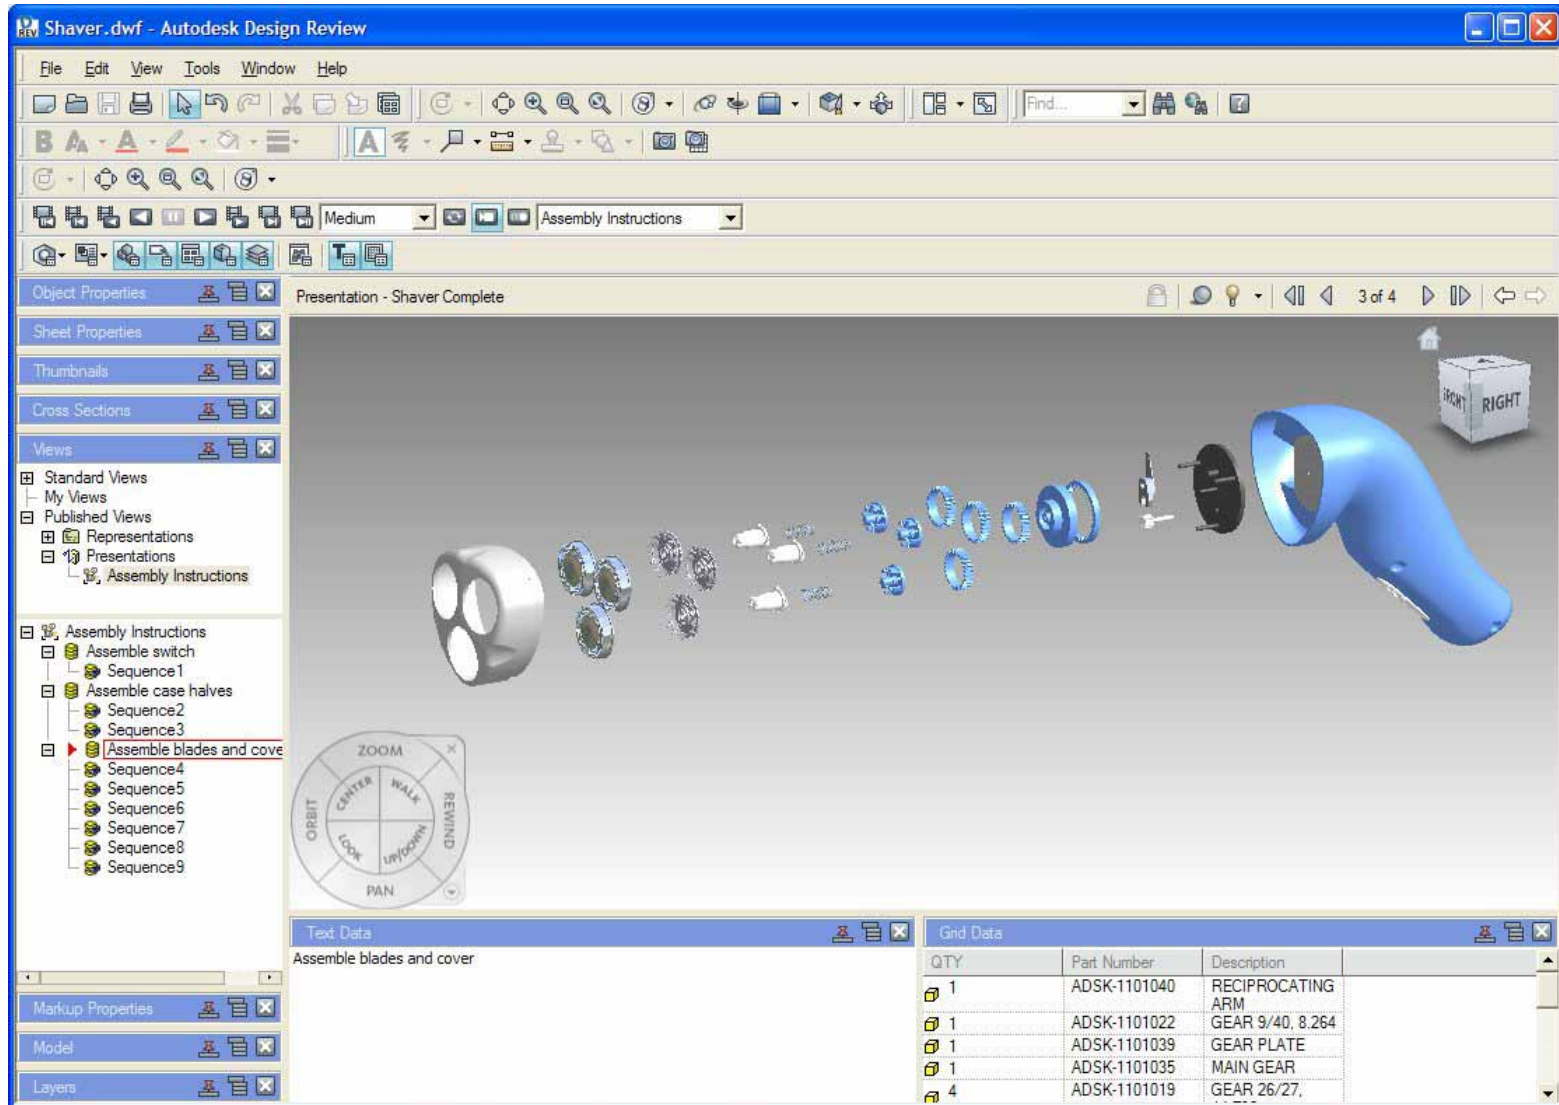 REV Shaver.dwf - Autodesk Design Review
File Edit View Tools Window Help
Find...
B A A
A
Medium Assembly Instructions
T
Object Properties
Presentation - Shaver Complete
3 of 4
Sheet Properties
Thumbnails
Cross Sections
FRONT RIGHT
Views
Standard Views
My Views
Published Views
Representations
Presentations
Assembly Instructions
Assembly Instructions
Assemble switch
Sequence1
Assemble case halves
Sequence2
Sequence3
Assemble blades and cove
Sequence4
Sequence5
Sequence6
Sequence7
Sequence8
Sequence9
ZOOM
CENTER WALK
ORBIT REWIND
LOOK UP/DOWN
PAN
Text Data
Assemble blades and cover
Grid Data
QTY Part Number Description
1 ADSK-1101040 RECIPROCATING
ARM
1 ADSK-1101022 GEAR 9/40, 8.264
1 ADSK-1101039 GEAR PLATE
1 ADSK-1101035 MAIN GEAR
4 ADSK-1101019 GEAR 26/27,
Markup Properties
Model
Layers